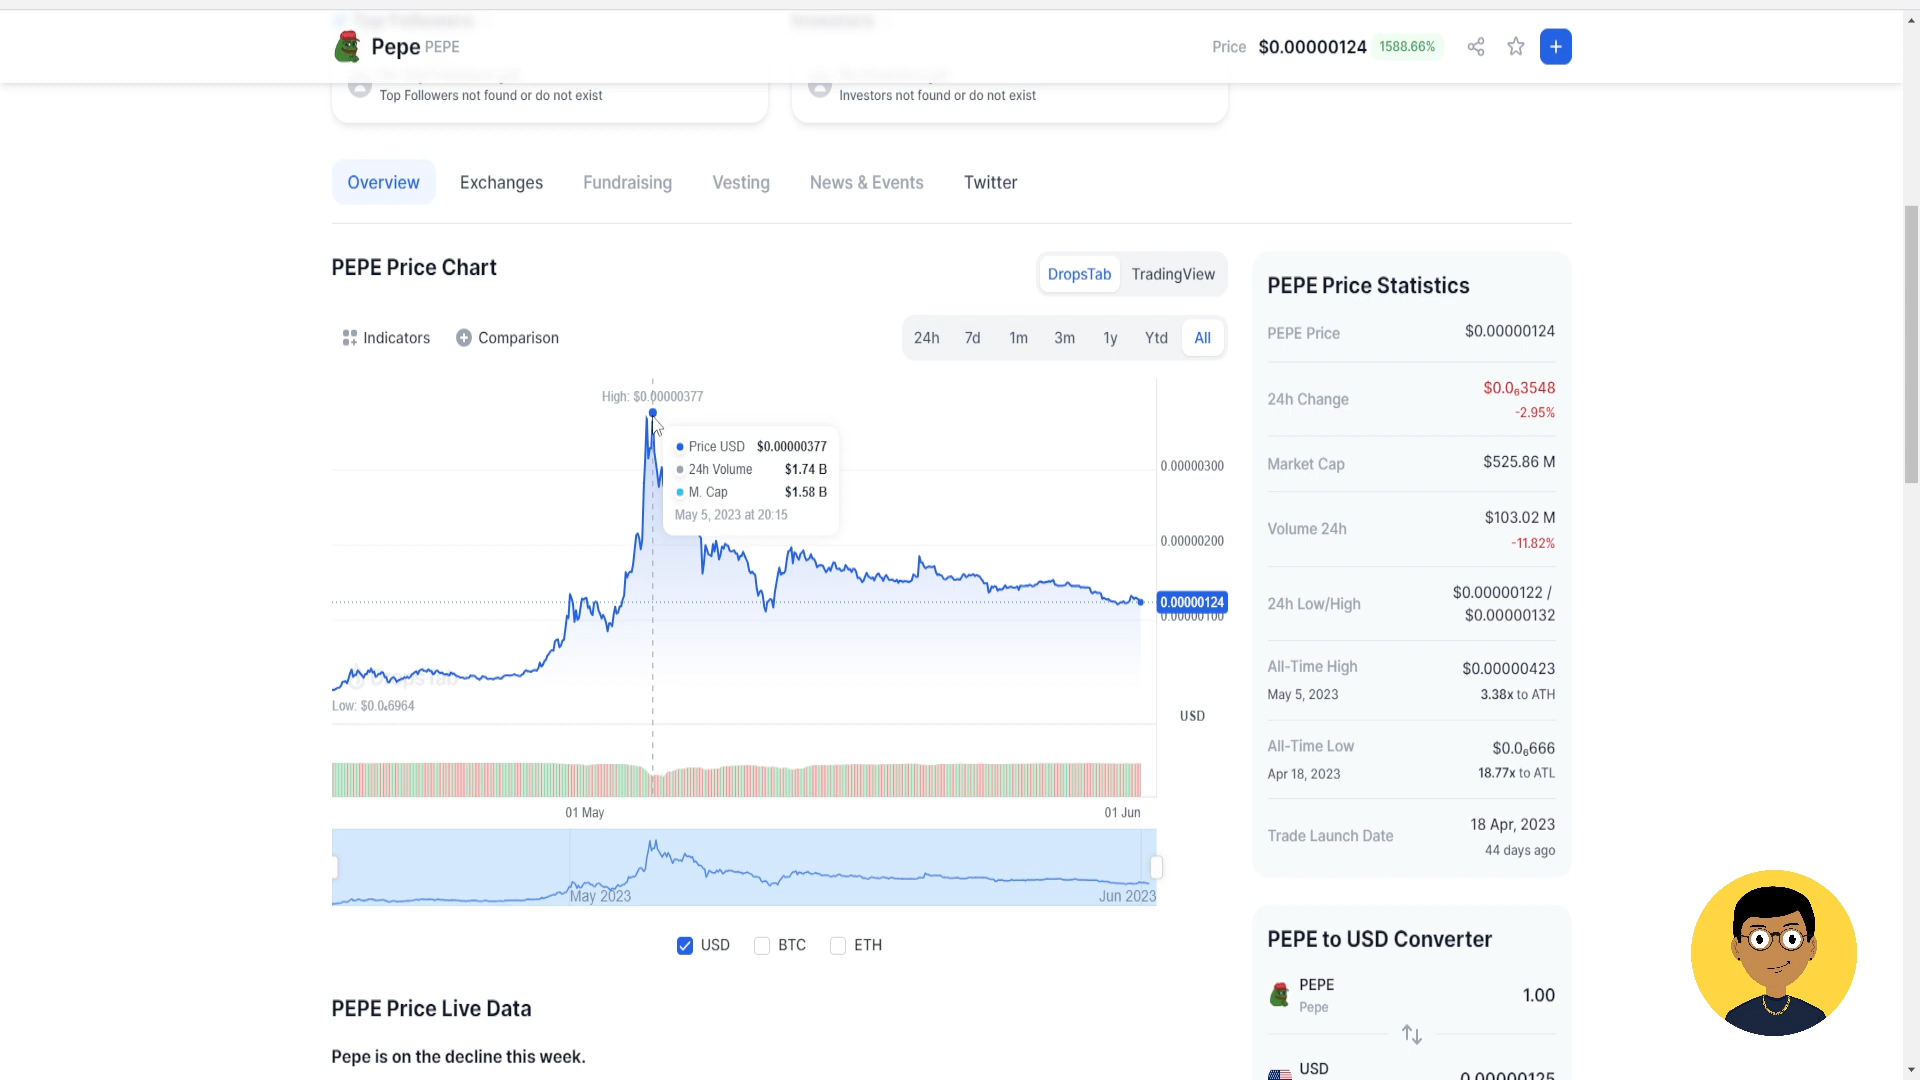 Pepe PEPE
Price $0.00000124 1588.66%
Top Followers not found or do not exist
Investors not found or do not exist
Overview Exchanges Fundraising Vesting News & Events Twitter
PEPE Price Chart
DropsTab TradingView
Indicators Comparison
24h 7d 1m 3m 1y Ytd All
High: $0.00000377
Price USD $0.00000377
24h Volume $1.74 B
M. Cap $1.58 B
May 5, 2023 at 20:15
0.00000300
0.00000200
0.00000124
0.00000100
Low: $0.0₆6964
USD
01 May 01 Jun
May 2023 Jun 2023
USD BTC ETH
PEPE Price Live Data
Pepe is on the decline this week.
PEPE Price Statistics
PEPE Price $0.00000124
24h Change $0.0₆3548
-2.95%
Market Cap $525.86 M
Volume 24h $103.02 M
-11.82%
24h Low/High $0.00000122 /
$0.00000132
All-Time High $0.00000423
May 5, 2023 3.38x to ATH
All-Time Low $0.0₆666
Apr 18, 2023 18.77x to ATL
Trade Launch Date 18 Apr, 2023
44 days ago
PEPE to USD Converter
PEPE
Pepe 1.00
USD 0.00000125